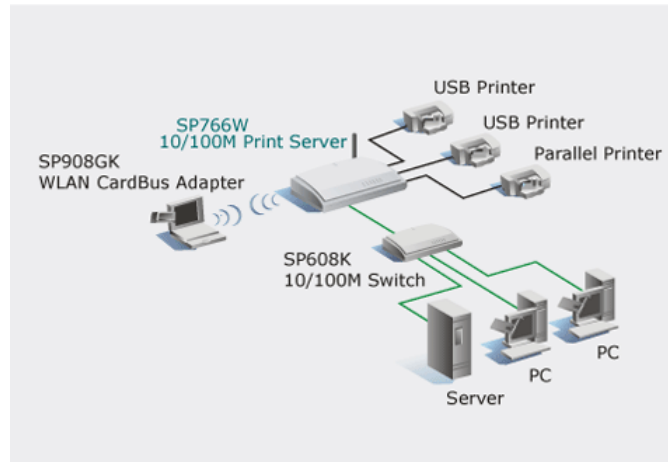 USB Printer
SP766W
10/100M Print Server
USB Printer
Parallel Printer
SP908GK
WLAN CardBus Adapter
SP608K
10/100M Switch
Server
PC
PC